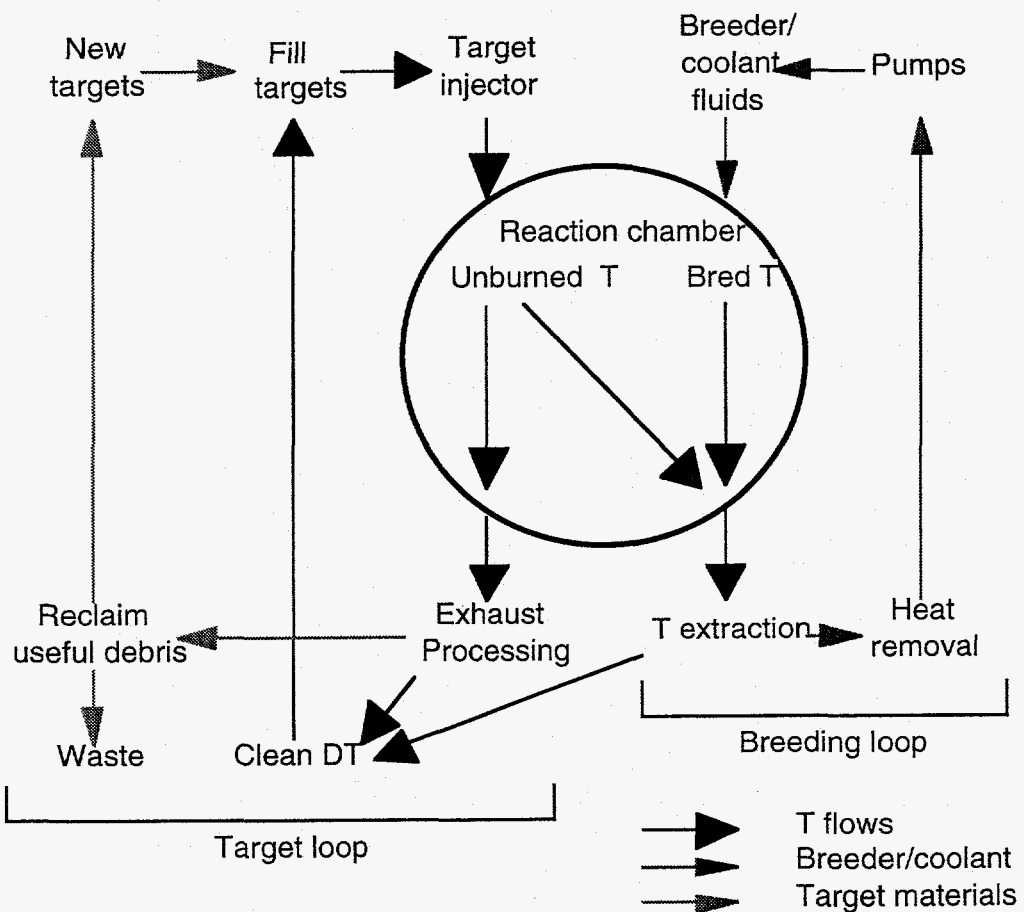 New
targets
Fill
targets
Target
injector
Breeder/
coolant
fluids
Pumps
Reaction chamber
Unburned T
Bred T
Reclaim
useful debris
Exhaust
Processing
T extraction
Heat
removal
Waste
Clean DT
Breeding loop
Target loop
T flows
Breeder/coolant
Target materials